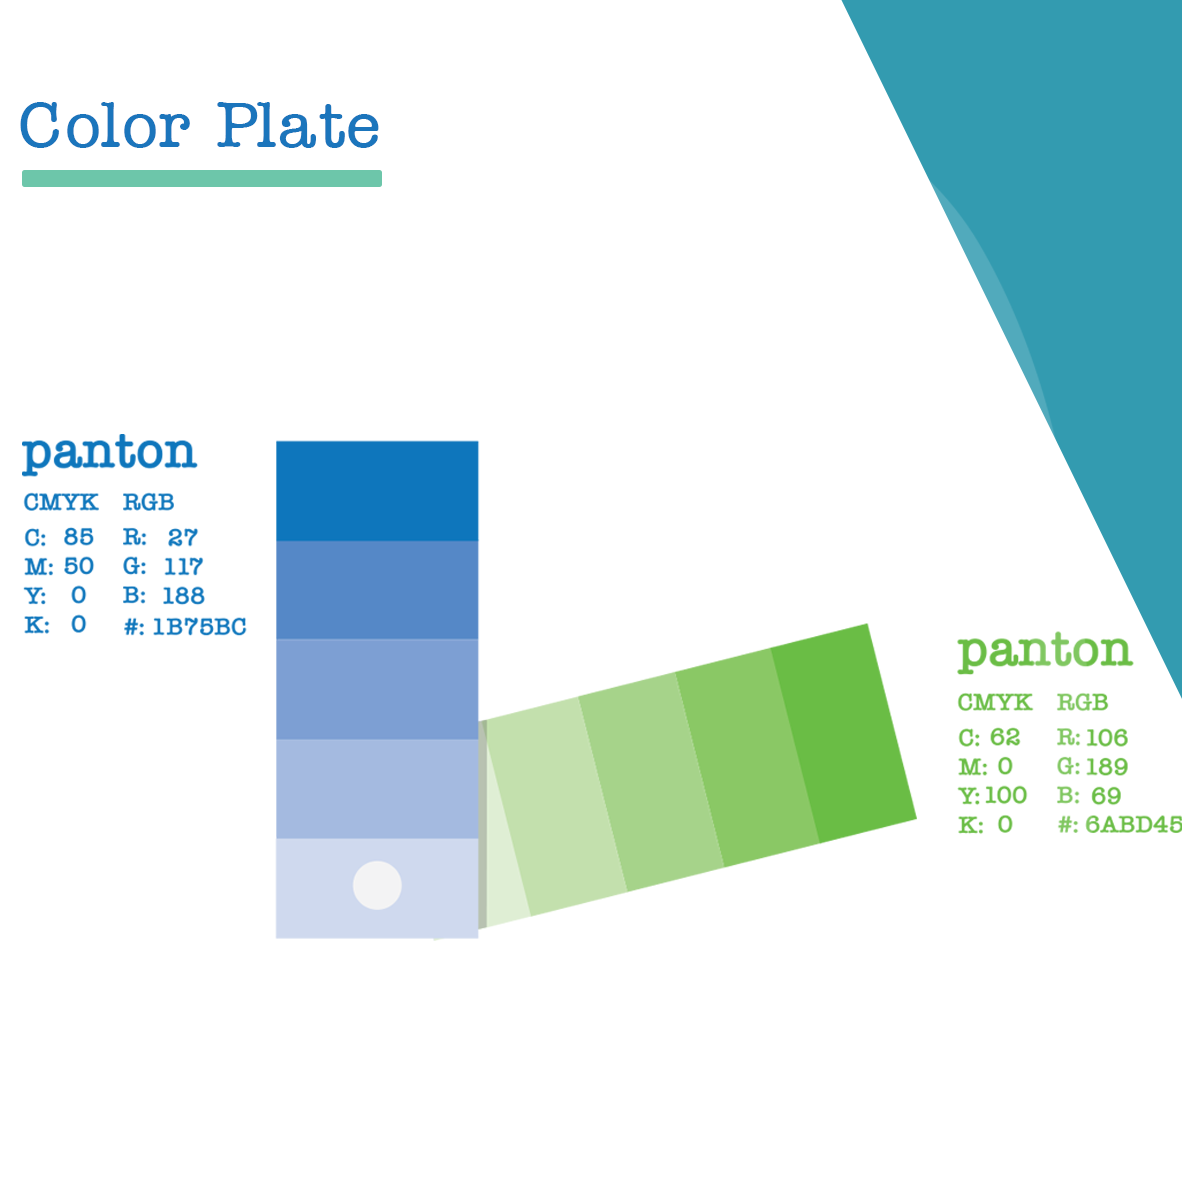 Color Plate
panton
CMYK RGB
C: 85 R: 27
M: 50 G: 117
Y: 0 B: 188
K: 0 #: 1B75BC
panton
CMYK RGB
C: 62 R: 106
M: 0 G: 189
Y: 100 B: 69
K: 0 #: 6ABD45